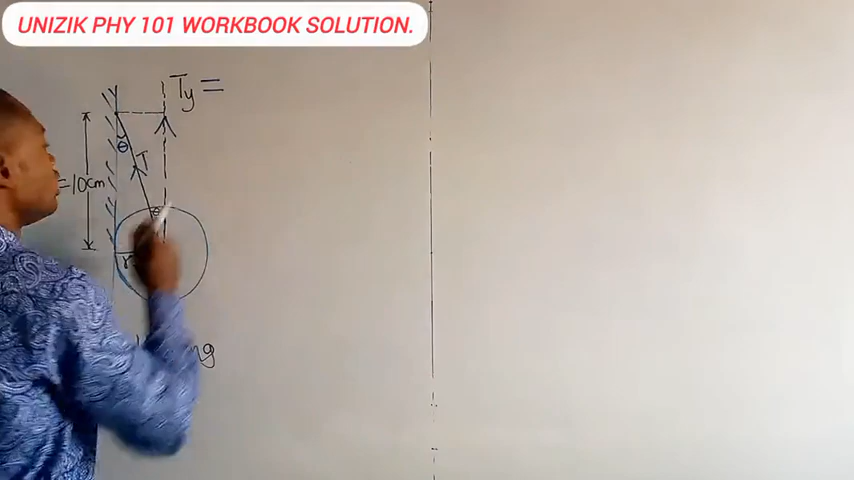 UNIZIK PHY 101 WORKBOOK SOLUTION.
Ty =
θ
T
=10cm
θ
r
mg